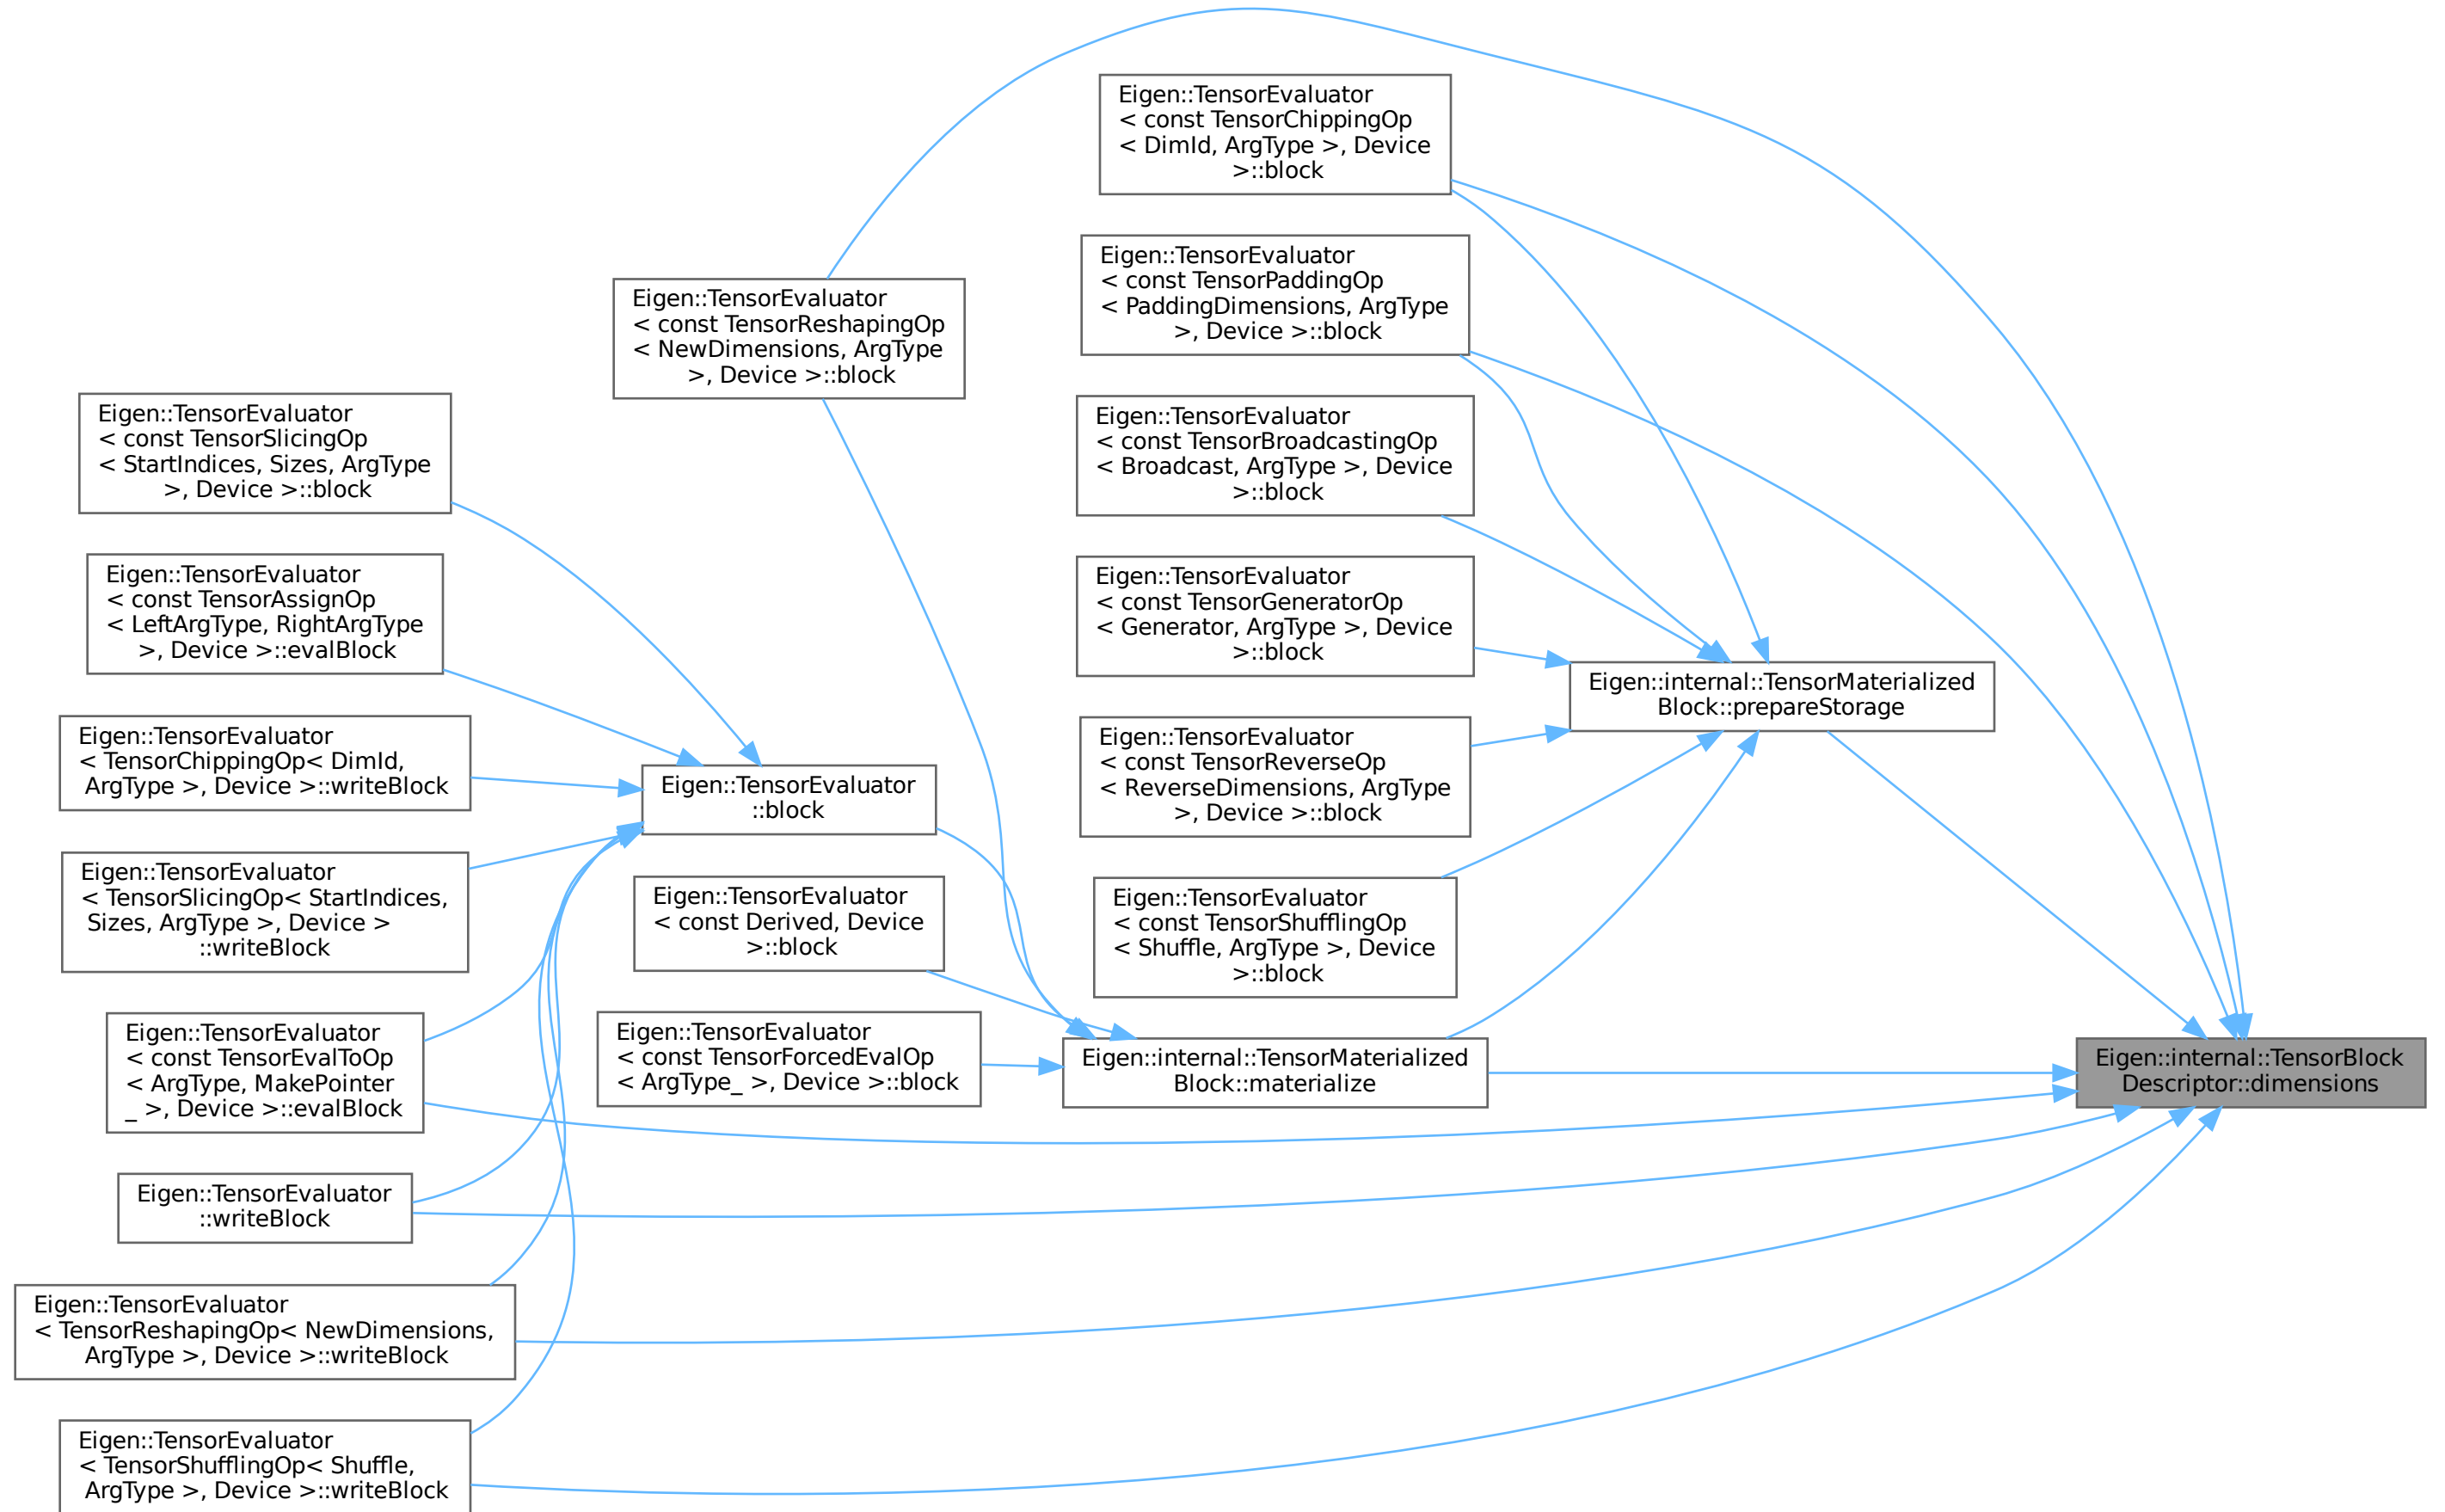 Eigen::TensorEvaluator
< const TensorChippingOp
< DimId, ArgType >, Device
>::block
Eigen::TensorEvaluator
< const TensorPaddingOp
< PaddingDimensions, ArgType
>, Device >::block
Eigen::TensorEvaluator
< const TensorReshapingOp
< NewDimensions, ArgType
>, Device >::block
Eigen::TensorEvaluator
< const TensorSlicingOp
< StartIndices, Sizes, ArgType
>, Device >::block
Eigen::TensorEvaluator
< const TensorBroadcastingOp
< Broadcast, ArgType >, Device
>::block
Eigen::TensorEvaluator
< const TensorAssignOp
< LeftArgType, RightArgType
>, Device >::evalBlock
Eigen::TensorEvaluator
< const TensorGeneratorOp
< Generator, ArgType >, Device
>::block
Eigen::internal::TensorMaterialized
Block::prepareStorage
Eigen::TensorEvaluator
< TensorChippingOp< DimId,
ArgType >, Device >::writeBlock
Eigen::TensorEvaluator
::block
Eigen::TensorEvaluator
< const TensorReverseOp
< ReverseDimensions, ArgType
>, Device >::block
Eigen::TensorEvaluator
< TensorSlicingOp< StartIndices,
Sizes, ArgType >, Device >
::writeBlock
Eigen::TensorEvaluator
< const Derived, Device
>::block
Eigen::TensorEvaluator
< const TensorShufflingOp
< Shuffle, ArgType >, Device
>::block
Eigen::TensorEvaluator
< const TensorEvalToOp
< ArgType, MakePointer
_ >, Device >::evalBlock
Eigen::TensorEvaluator
< const TensorForcedEvalOp
< ArgType_ >, Device >::block
Eigen::internal::TensorMaterialized
Block::materialize
Eigen::internal::TensorBlock
Descriptor::dimensions
Eigen::TensorEvaluator
::writeBlock
Eigen::TensorEvaluator
< TensorReshapingOp< NewDimensions,
ArgType >, Device >::writeBlock
Eigen::TensorEvaluator
< TensorShufflingOp< Shuffle,
ArgType >, Device >::writeBlock